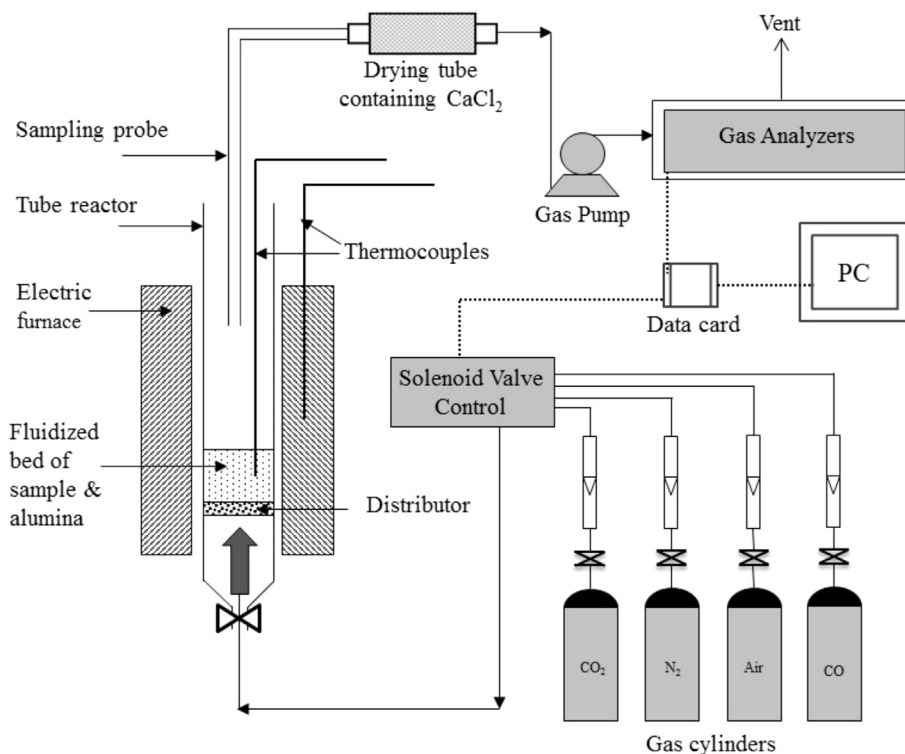 Vent
Drying tube
containing CaCl₂
Gas Analyzers
Sampling probe
Tube reactor
Gas Pump
Thermocouples
Electric
furnace
PC
Data card
Solenoid Valve
Control
Fluidized
bed of
sample &
alumina
Distributor
CO₂
N₂
Air
CO
Gas cylinders